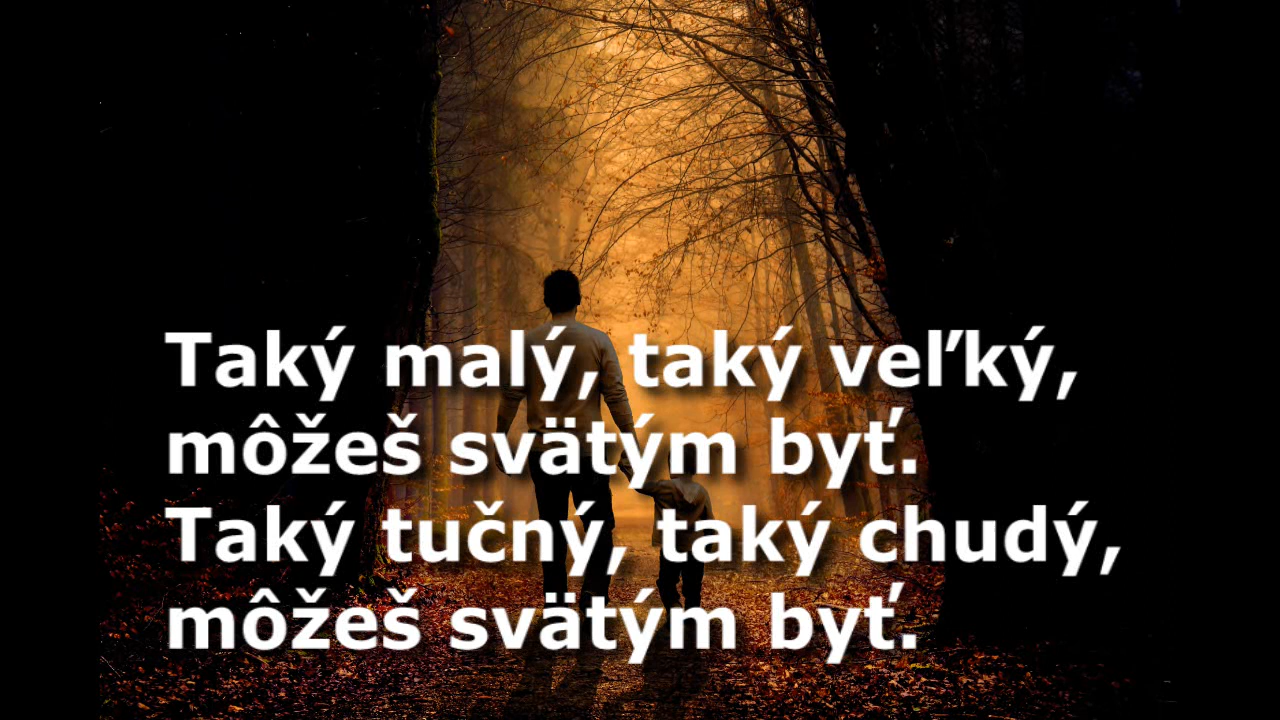 Taký malý, taký veľký,
môžeš svätým byť.
Taký tučný, taký chudý,
môžeš svätým byť.